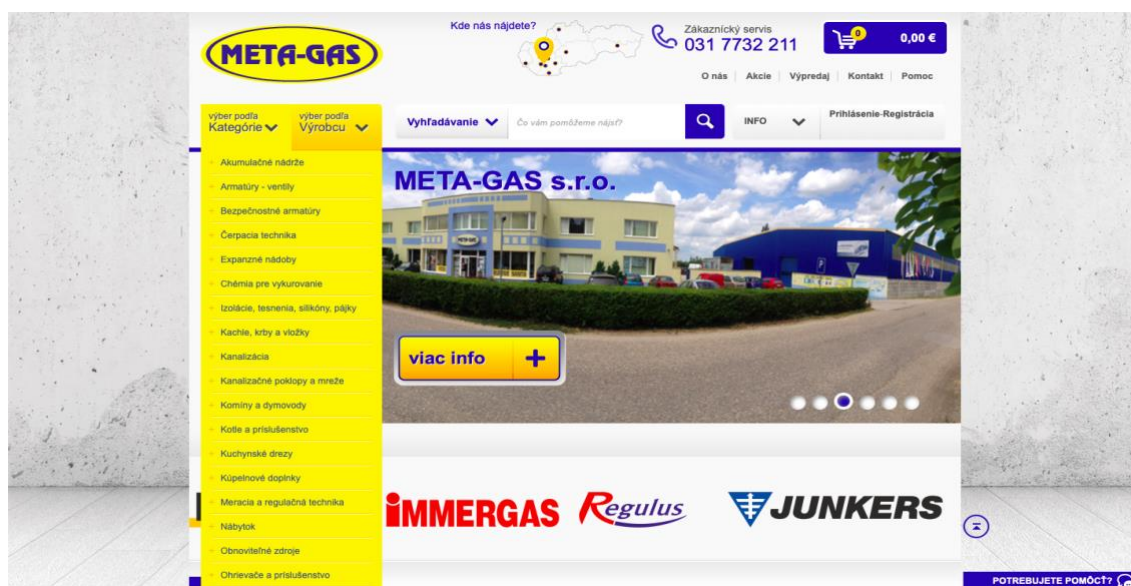 Kde nás nájdete?
Zákaznícký servis
031 7732 211
0
0,00 €
META-GAS
O nás
Akcie
Výpredaj
Kontakt
Pomoc
výber podľa
Kategórie
výber podľa
Výrobcu
Vyhľadávanie
Čo vám pomôžeme nájsť?
INFO
Prihlásenie-Registrácia
Akumulačné nádrže
Armatúry - ventily
Bezpečnostné armatúry
Čerpacia technika
Expanzné nádoby
Chémia pre vykurovanie
Izolácie, tesnenia, silikóny, pájky
Kachle, krby a vložky
Kanalizácia
Kanalizačné poklopy a mreže
Komíny a dymovody
Kotle a príslušenstvo
Kuchynské drezy
Kúpelnové doplnky
Meracia a regulačná technika
Nábytok
Obnoviteľné zdroje
Ohrievače a príslušenstvo
META-GAS s.r.o.
viac info
IMMERGAS
Regulus
JUNKERS
POTREBUJETE POMÔCŤ?